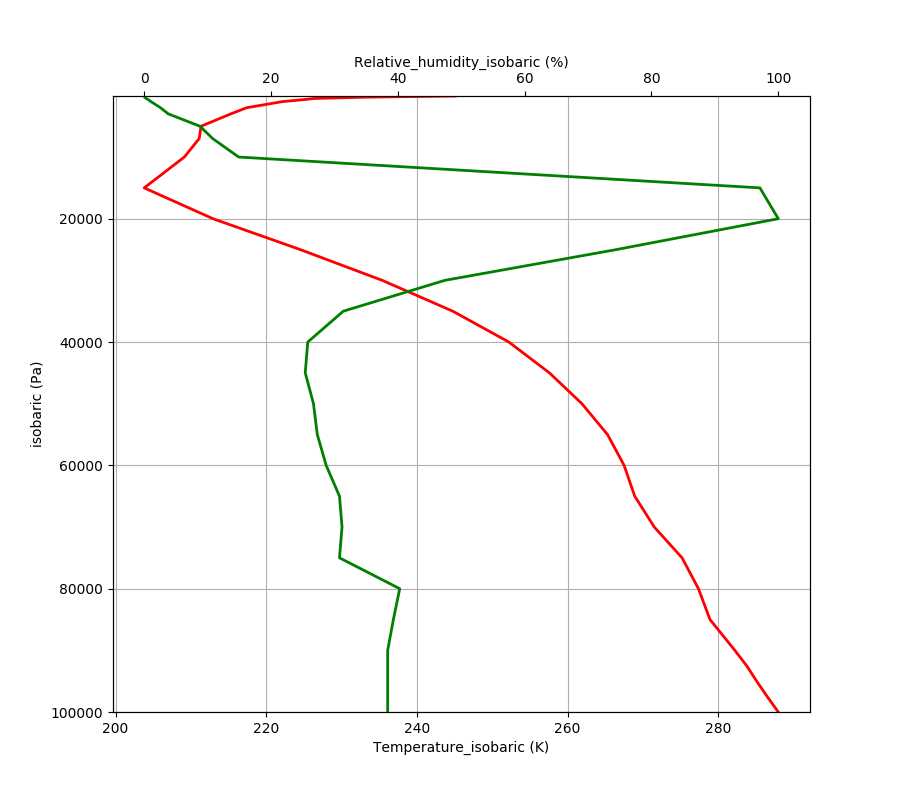 Relative_humidity_isobaric (%)
0 20 40 60 80 100
20000
40000
isobaric (Pa)
60000
80000
100000
200 220 240 260 280
Temperature_isobaric (K)